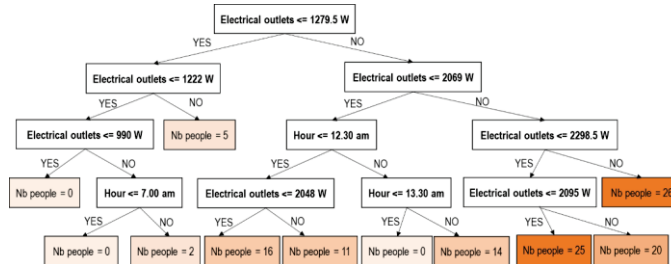 Electrical outlets <= 1279.5 W
YES
NO
Electrical outlets <= 1222 W
Electrical outlets <= 2069 W
YES
NO
YES
NO
Electrical outlets <= 990 W
Nb people = 5
Hour <= 12.30 am
Electrical outlets <= 2298.5 W
YES
NO
YES
NO
YES
NO
Nb people = 0
Hour <= 7.00 am
Electrical outlets <= 2048 W
Hour <= 13.30 am
Electrical outlets <= 2095 W
Nb people = 26
YES
NO
YES
NO
YES
NO
YES
NO
Nb people = 0
Nb people = 2
Nb people = 16
Nb people = 11
Nb people = 0
Nb people = 14
Nb people = 25
Nb people = 20